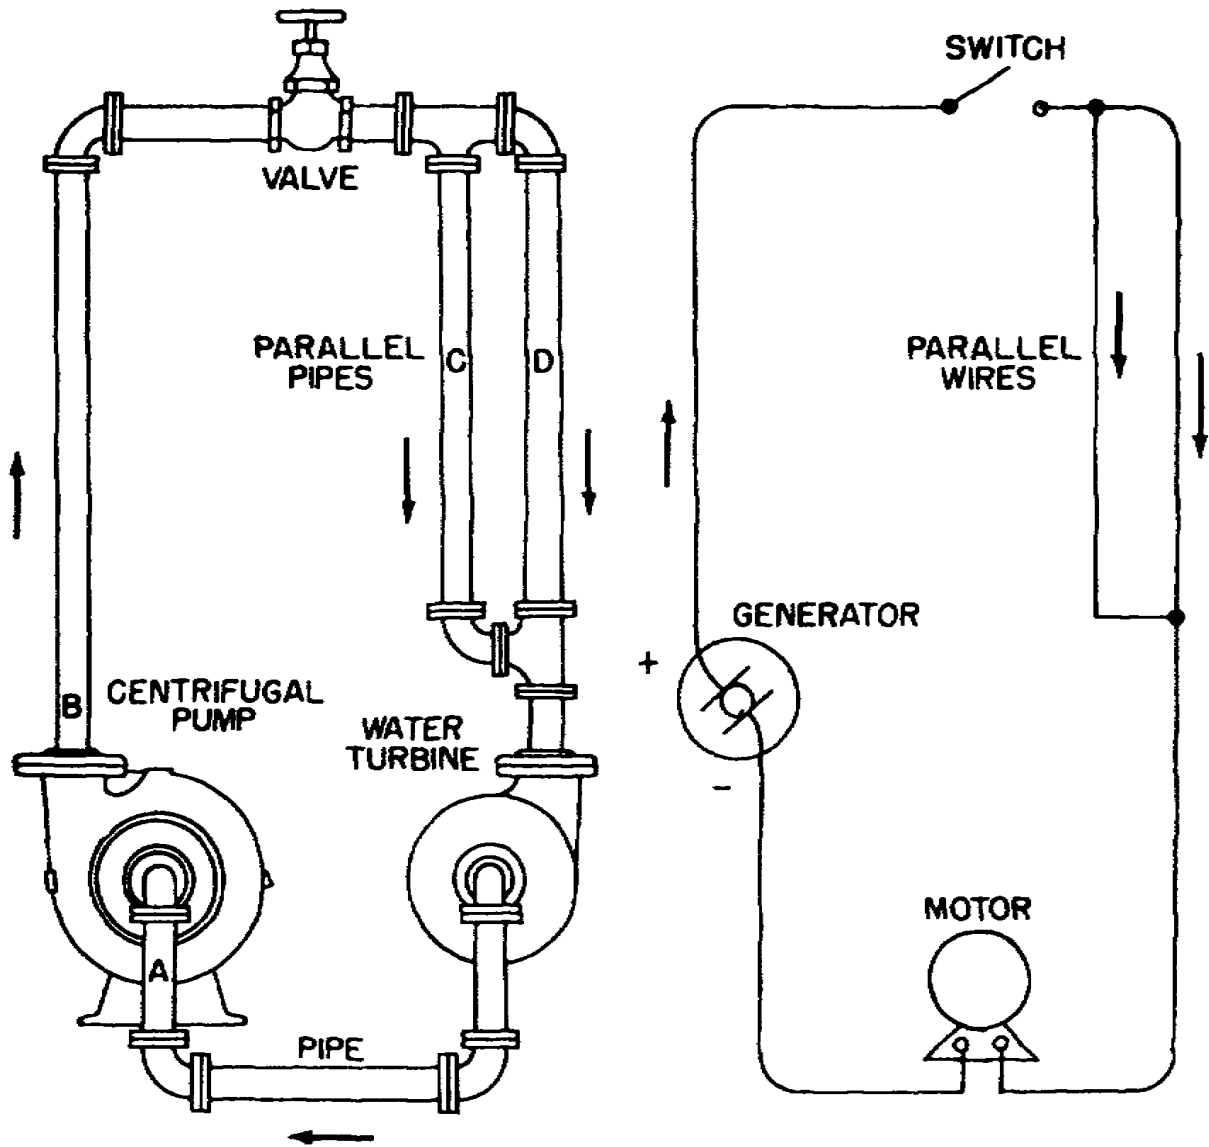 VALVE
PARALLEL
PIPES
C
D
B
CENTRIFUGAL
PUMP
WATER
TURBINE
A
PIPE
SWITCH
PARALLEL
WIRES
GENERATOR
+
-
MOTOR